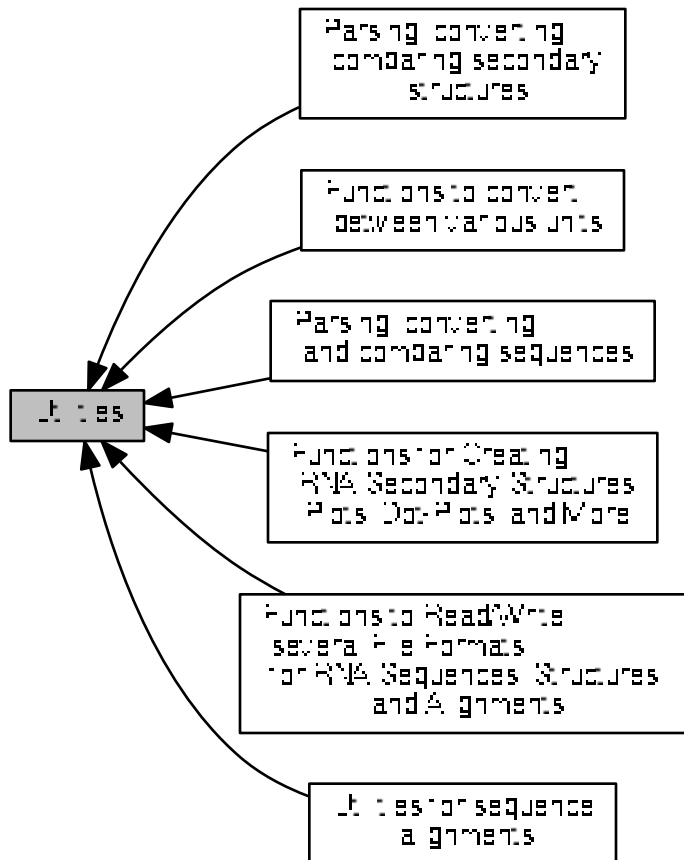 Parsing, converting,
comparing secondary
structures
Functions to convert
between various units
Parsing, converting,
and comparing sequences
Utilities
Functions for Creating
RNA Secondary Structures
Plots, Dot-Plots, and More
Functions to Read/Write
several File Formats
for RNA Sequences, Structures,
and Alignments
Utilities for sequence
alignments